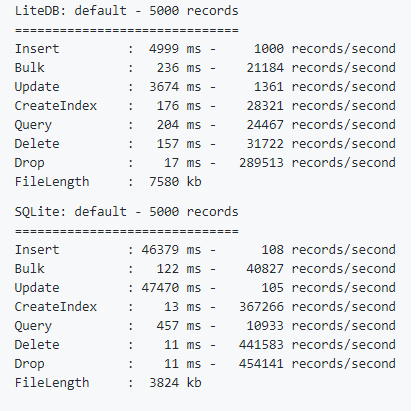 LiteDB: default - 5000 records
==============================
Insert         :  4999 ms -     1000 records/second
Bulk           :   236 ms -    21184 records/second
Update         :  3674 ms -     1361 records/second
CreateIndex    :   176 ms -    28321 records/second
Query          :   204 ms -    24467 records/second
Delete         :   157 ms -    31722 records/second
Drop           :    17 ms -   289513 records/second
FileLength     :  7580 kb
SQLite: default - 5000 records
==============================
Insert         : 46379 ms -      108 records/second
Bulk           :   122 ms -    40827 records/second
Update         : 47470 ms -      105 records/second
CreateIndex    :    13 ms -   367266 records/second
Query          :   457 ms -    10933 records/second
Delete         :    11 ms -   441583 records/second
Drop           :    11 ms -   454141 records/second
FileLength     :  3824 kb